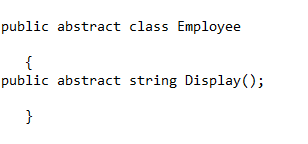 public abstract class Employee
{
public abstract string Display();
}